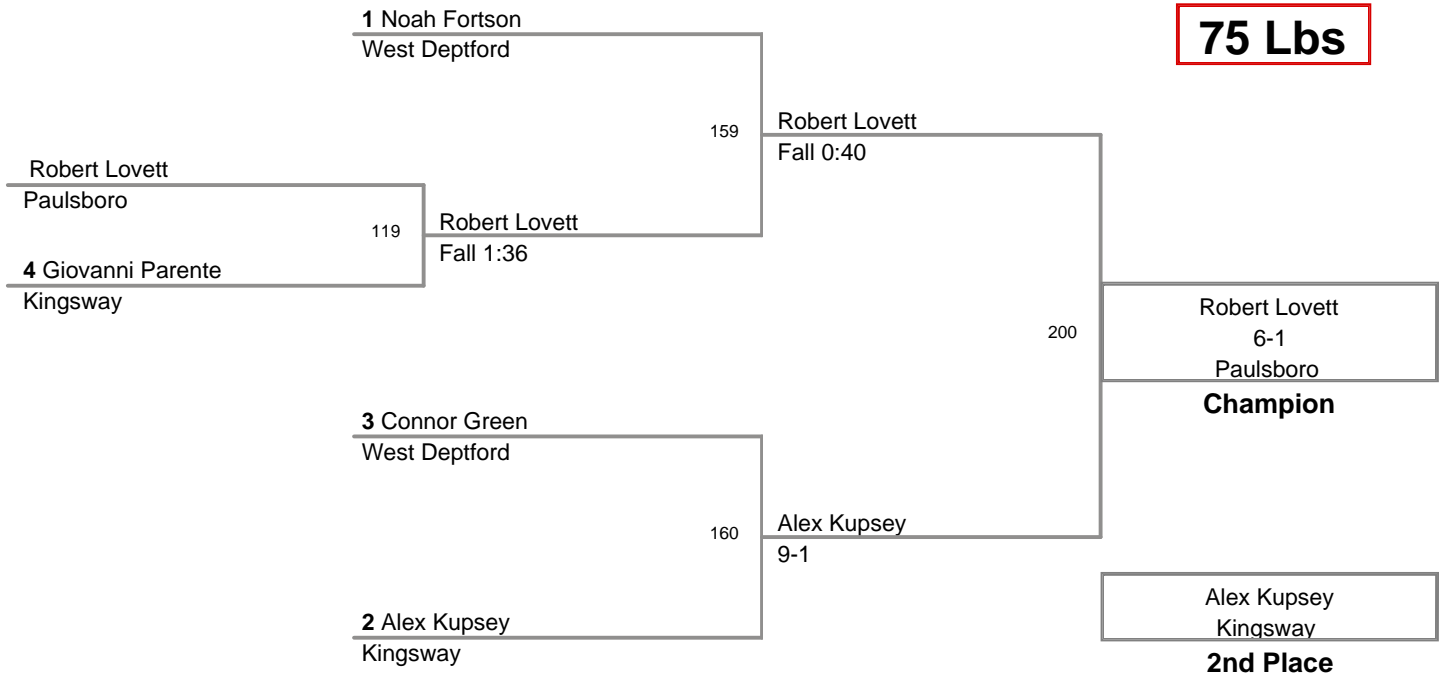 1 Noah Fortson
West Deptford
75 Lbs
159
Robert Lovett
Fall 0:40
Robert Lovett
Paulsboro
119
Robert Lovett
Fall 1:36
4 Giovanni Parente
Kingsway
200
Robert Lovett
6-1
Paulsboro
Champion
3 Connor Green
West Deptford
160
Alex Kupsey
9-1
2 Alex Kupsey
Kingsway
Alex Kupsey
Kingsway
2nd Place